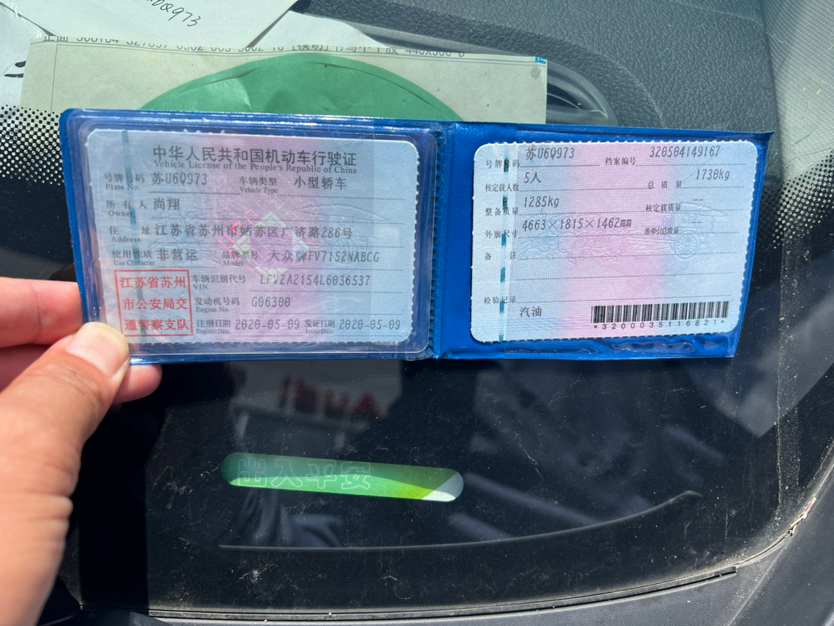 中华人民共和国机动车行驶证
Vehicle License of the People's Republic of China
号牌号码 苏U6Q973 车辆类型 小型轿车
Plate No. Vehicle Type
所有人 尚翔
Owner
住址 江苏省苏州市姑苏区广济路286号
Address
使用性质 非营运 品牌型号 大众牌FV7152NABCG
Use Character Model
江苏省苏州
市公安局交
通警察支队
车辆识别代号 LFV2A2154L6036537
VIN
发动机号码 G06300
Engine No.
注册日期 2020-05-09 发证日期 2020-05-09
Register Date Issue Date
号牌号码 苏U6Q973 档案编号 320504149167
核定载人数 5人 总质量 1730kg
整备质量 1285kg 核定载质量 --
外廓尺寸 4663×1815×1462mm 准牵引总质量 --
备注
检验记录
汽油
*3200035116821*
Audi
出入平安